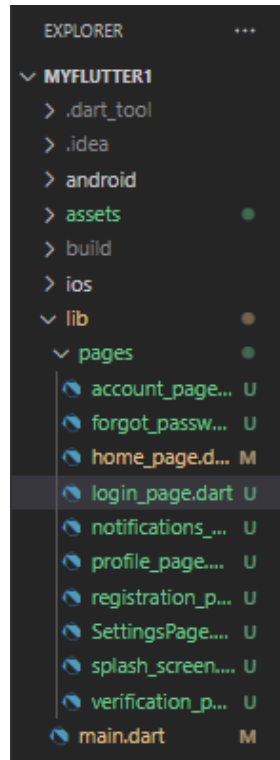 EXPLORER ...
MYFLUTTER1
.dart_tool
.idea
android
assets
build
ios
lib
pages
account_page... U
forgot_passw... U
home_page.d... M
login_page.dart U
notifications_... U
profile_page.... U
registration_p... U
SettingsPage.... U
splash_screen.... U
verification_p... U
main.dart M